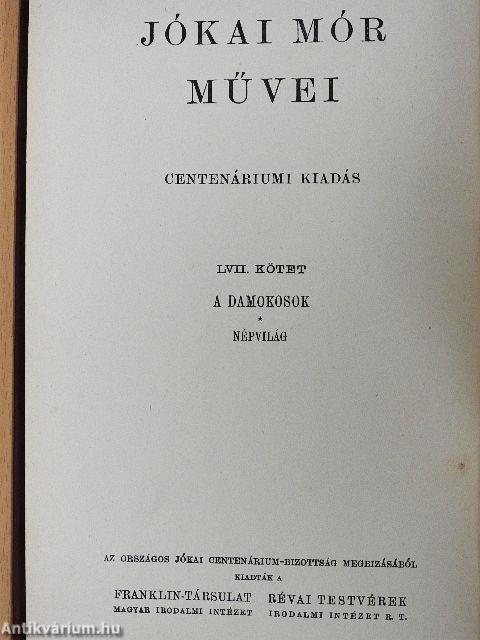 JÓKAI MÓR
MŰVEI
CENTENÁRIUMI KIADÁS
LVII. KÖTET
A DAMOKOSOK
*
NÉPVILÁG
AZ ORSZÁGOS JÓKAI CENTENÁRIUM-BIZOTTSÁG MEGBIZÁSÁBÓL
KIADTÁK A
FRANKLIN-TÁRSULAT RÉVAI TESTVÉREK
MAGYAR IRODALMI INTÉZET IRODALMI INTÉZET R. T.
Antikvárium.hu